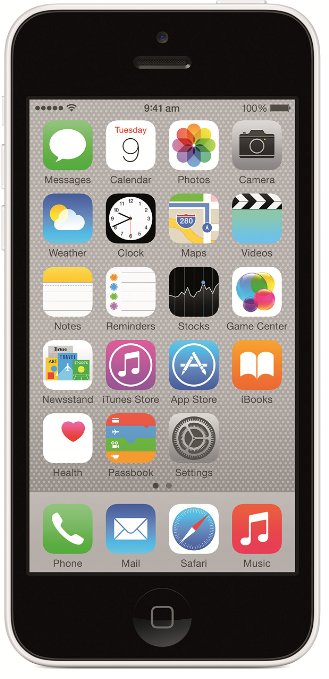 9:41 am 100%
Tuesday
9
Messages Calendar Photos Camera
280
Weather Clock Maps Videos
Notes Reminders Stocks Game Center
Newsstand iTunes Store App Store iBooks
Health Passbook Settings
Phone Mail Safari Music